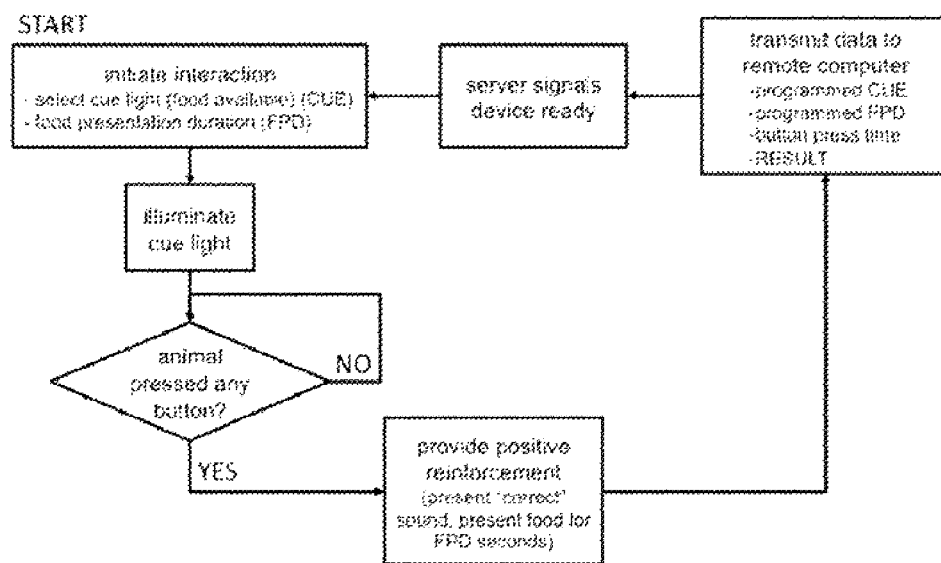 START
initiate interaction
- select cue light (food available) (CUE)
- food presentation duration (FPD)
server signals
device ready
transmit data to
remote computer
-programmed CUE
-programmed FPD
-button press time
-RESULT
illuminate
cue light
animal
pressed any
button?
NO
YES
provide positive
reinforcement
(present "correct"
sound, present food for
FPD seconds)